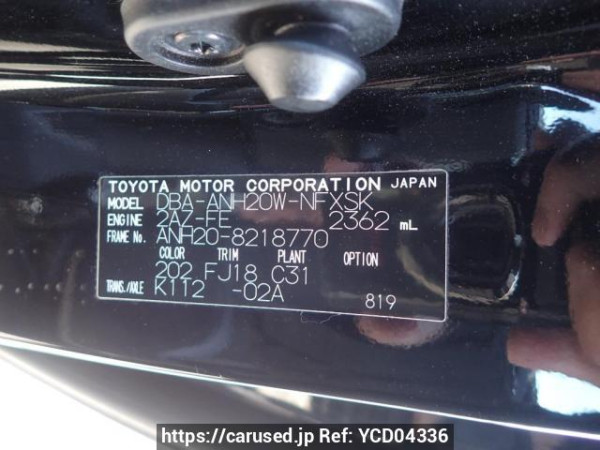 TOYOTA MOTOR CORPORATION JAPAN
MODEL DBA-ANH20W-NFXSK
ENGINE 2AZ-FE 2362 mL
FRAME No. ANH20-8218770
COLOR TRIM PLANT OPTION
202 FJ18 C31
TRANS./AXLE K112 -02A
819
https://carused.jp Ref: YCD04336